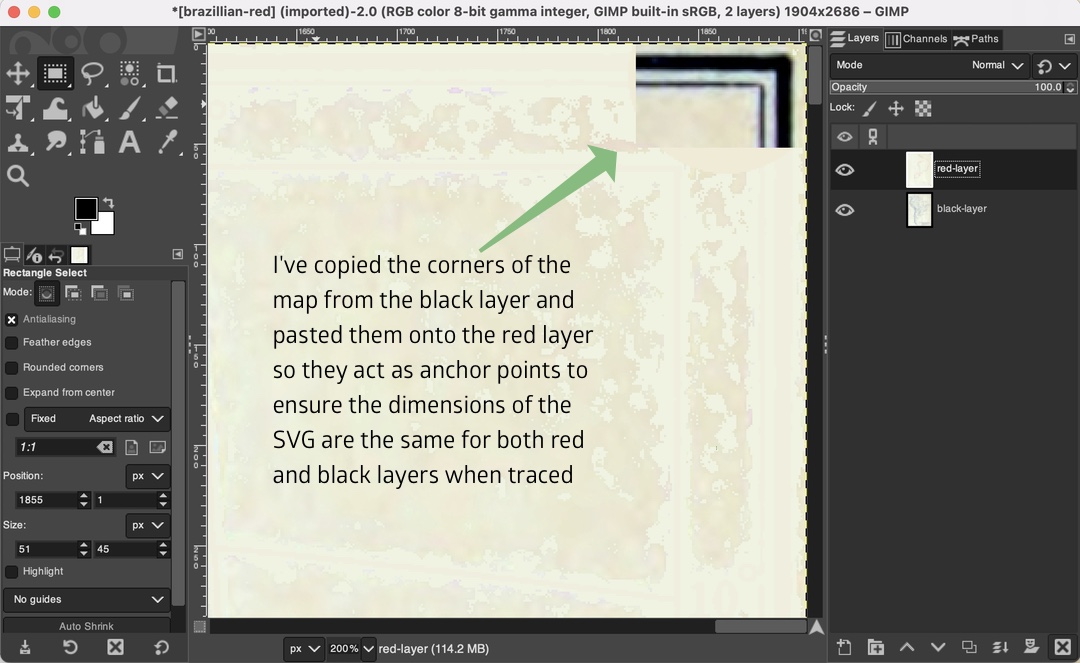 *[brazillian-red] (imported)-2.0 (RGB color 8-bit gamma integer, GIMP built-in sRGB, 2 layers) 1904x2686 – GIMP
1650
1700
1750
1800
1850
Layers
Channels
Paths
Mode
Normal
Opacity
100.0
Lock:
red-layer
black-layer
Rectangle Select
Mode:
Antialiasing
Feather edges
Rounded corners
Expand from center
Fixed
Aspect ratio
1:1
Position:
px
1855
1
Size:
px
51
45
Highlight
No guides
Auto Shrink
I've copied the corners of the
map from the black layer and
pasted them onto the red layer
so they act as anchor points to
ensure the dimensions of the
SVG are the same for both red
and black layers when traced
px
200%
red-layer (114.2 MB)